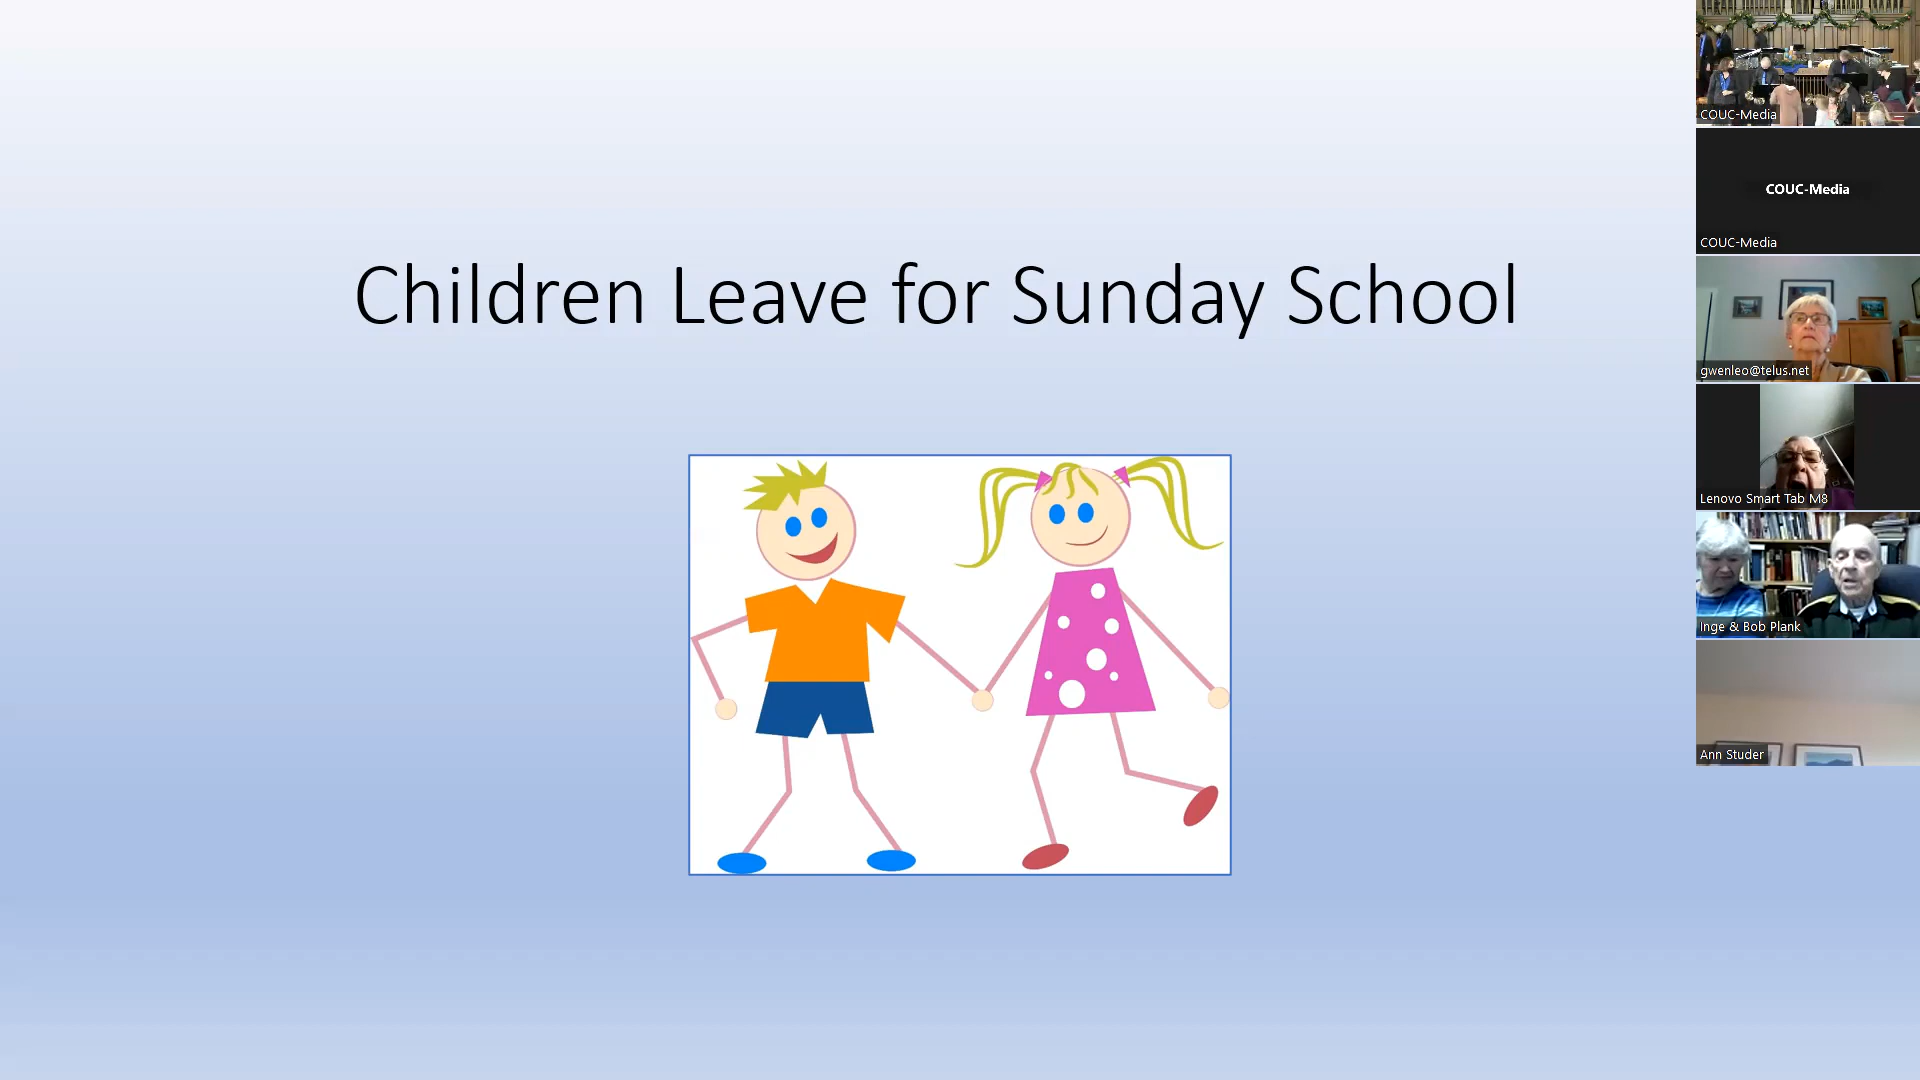 Children Leave for Sunday School
COUC-Media
COUC-Media
COUC-Media
gwenleo@telus.net
Lenovo Smart Tab M8
Inge & Bob Plank
Ann Studer